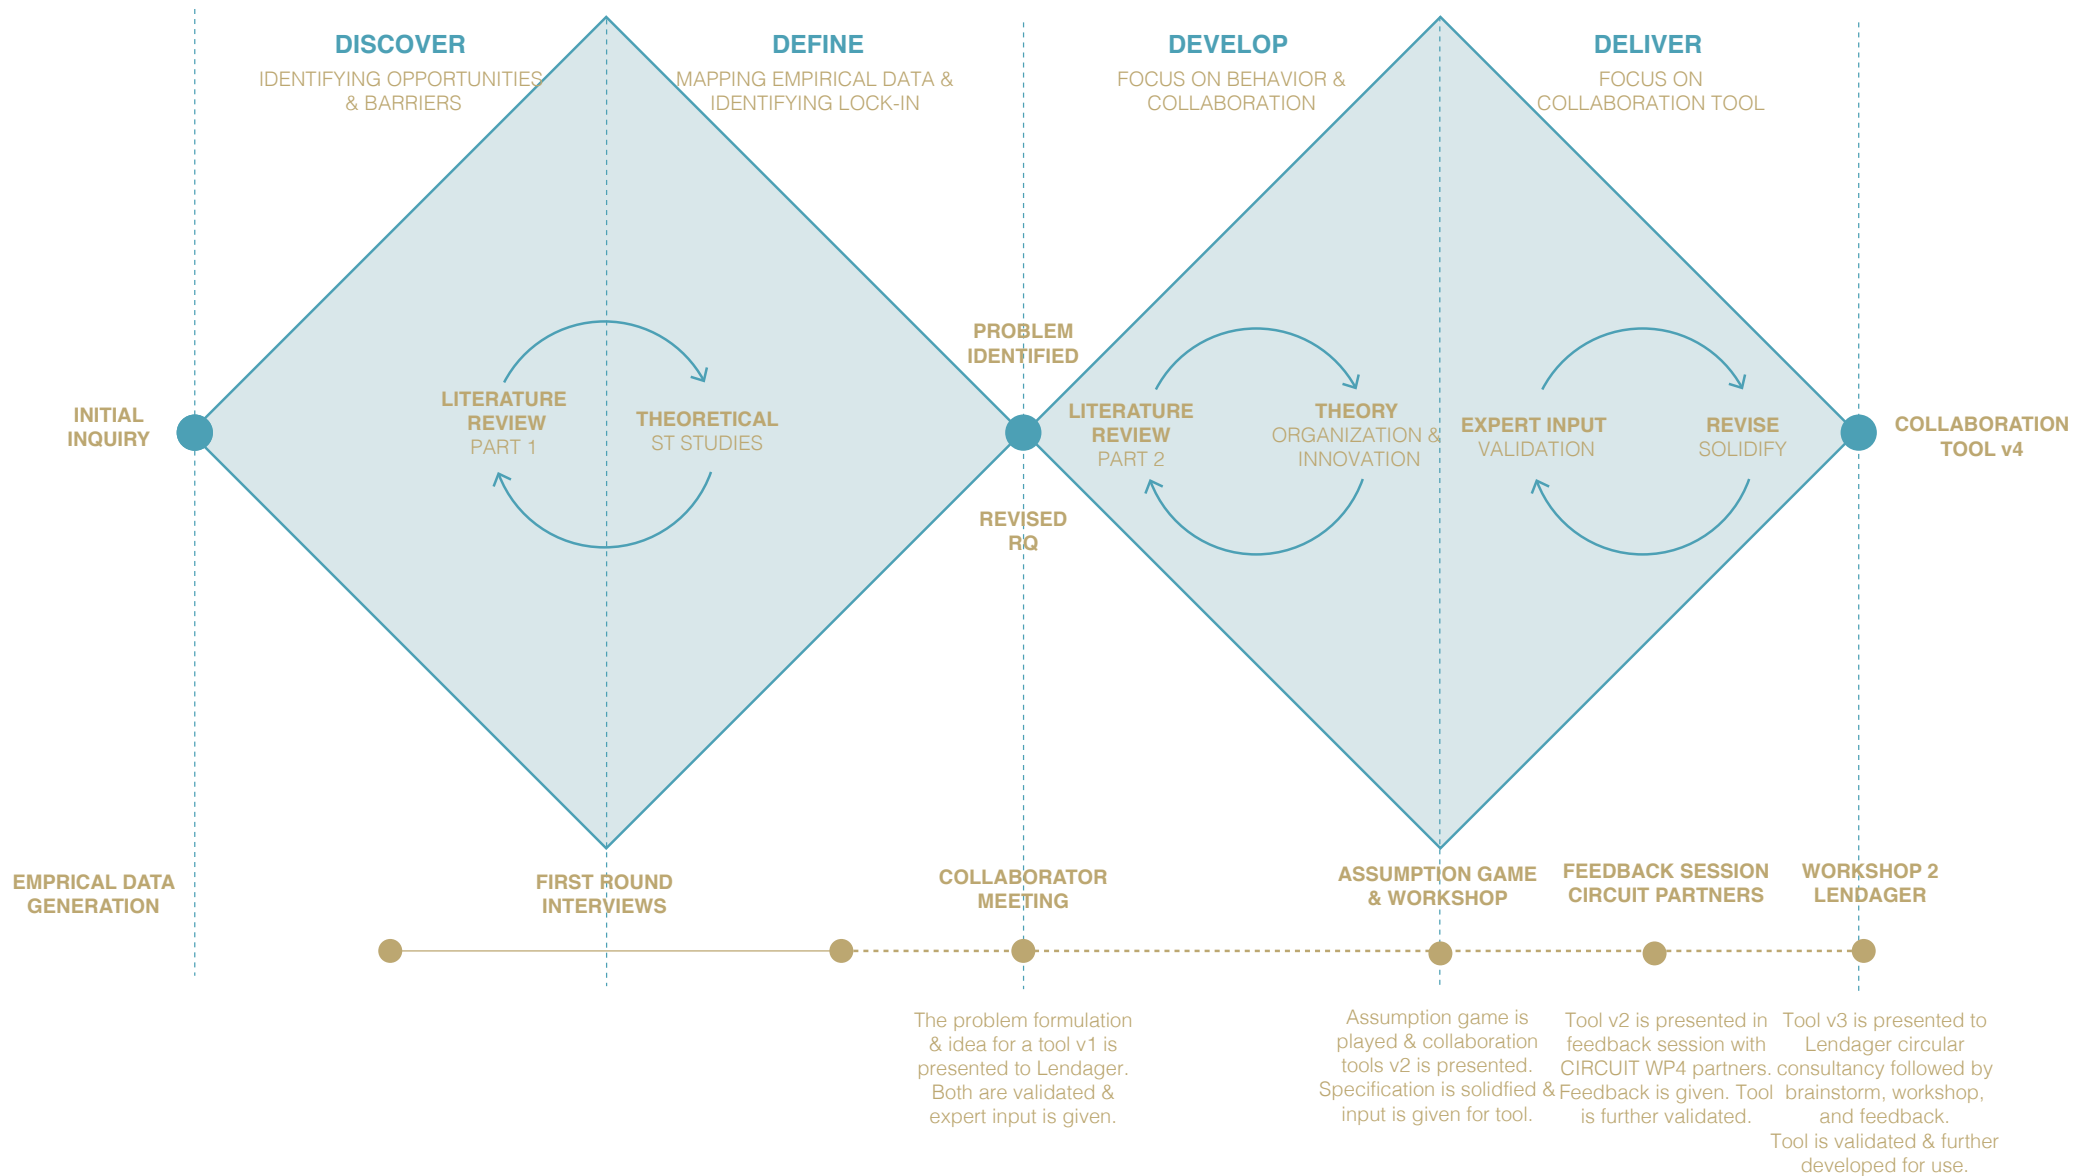 DISCOVER
IDENTIFYING OPPORTUNITIES
& BARRIERS
DEFINE
MAPPING EMPIRICAL DATA &
IDENTIFYING LOCK-IN
DEVELOP
FOCUS ON BEHAVIOR &
COLLABORATION
DELIVER
FOCUS ON
COLLABORATION TOOL
INITIAL
INQUIRY
LITERATURE
REVIEW
PART 1
THEORETICAL
ST STUDIES
PROBLEM
IDENTIFIED
REVISED
RQ
LITERATURE
REVIEW
PART 2
THEORY
ORGANIZATION &
INNOVATION
EXPERT INPUT
VALIDATION
REVISE
SOLIDIFY
COLLABORATION
TOOL v4
EMPRICAL DATA
GENERATION
FIRST ROUND
INTERVIEWS
COLLABORATOR
MEETING
ASSUMPTION GAME
& WORKSHOP
FEEDBACK SESSION
CIRCUIT PARTNERS
WORKSHOP 2
LENDAGER
The problem formulation
& idea for a tool v1 is
presented to Lendager.
Both are validated &
expert input is given.
Assumption game is
played & collaboration
tools v2 is presented.
Specification is solidfied &
input is given for tool.
Tool v2 is presented in
feedback session with
CIRCUIT WP4 partners.
Feedback is given. Tool
is further validated.
Tool v3 is presented to
Lendager circular
consultancy followed by
brainstorm, workshop,
and feedback.
Tool is validated & further
developed for use.